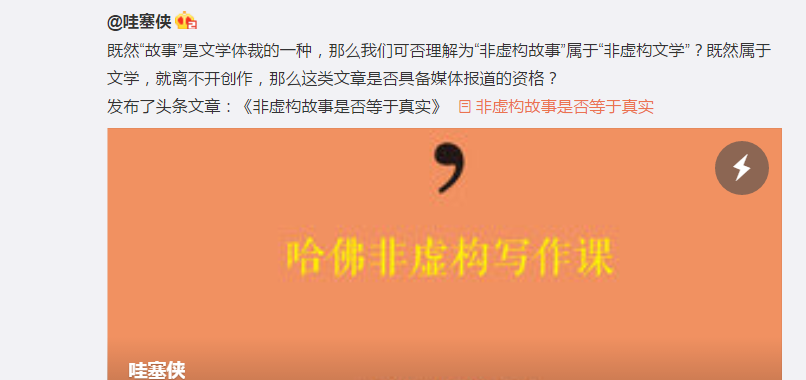 @哇塞侠
既然“故事”是文学体裁的一种，那么我们可否理解为“非虚构故事”属于“非虚构文学”？既然属于
文学，就离不开创作，那么这类文章是否具备媒体报道的资格？
发布了头条文章：《非虚构故事是否等于真实》 非虚构故事是否等于真实
，
哈佛非虚构写作课
哇塞侠